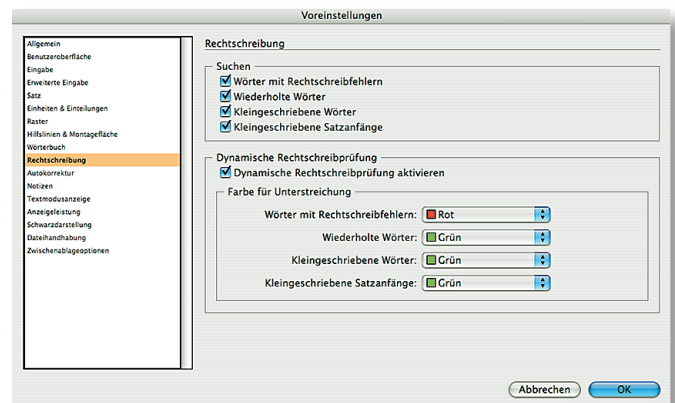 Voreinstellungen
Allgemein
Benutzeroberfläche
Eingabe
Erweiterte Eingabe
Satz
Einheiten & Einteilungen
Raster
Hilfslinien & Montagefläche
Wörterbuch
Rechtschreibung
Autokorrektur
Notizen
Textmodusanzeige
Anzeigeleistung
Schwarzdarstellung
Dateihandhabung
Zwischenablageoptionen
Rechtschreibung
Suchen
Wörter mit Rechtschreibfehlern
Wiederholte Wörter
Kleingeschriebene Wörter
Kleingeschriebene Satzanfänge
Dynamische Rechtschreibprüfung
Dynamische Rechtschreibprüfung aktivieren
Farbe für Unterstreichung
Wörter mit Rechtschreibfehlern: Rot
Wiederholte Wörter: Grün
Kleingeschriebene Wörter: Grün
Kleingeschriebene Satzanfänge: Grün
Abbrechen OK